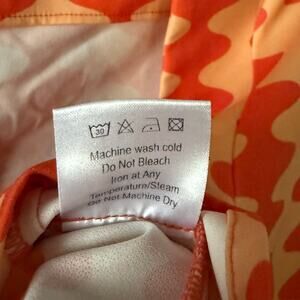 30
Machine wash cold
Do Not Bleach
Iron at Any
Temperature/Steam
Do Not Machine Dry